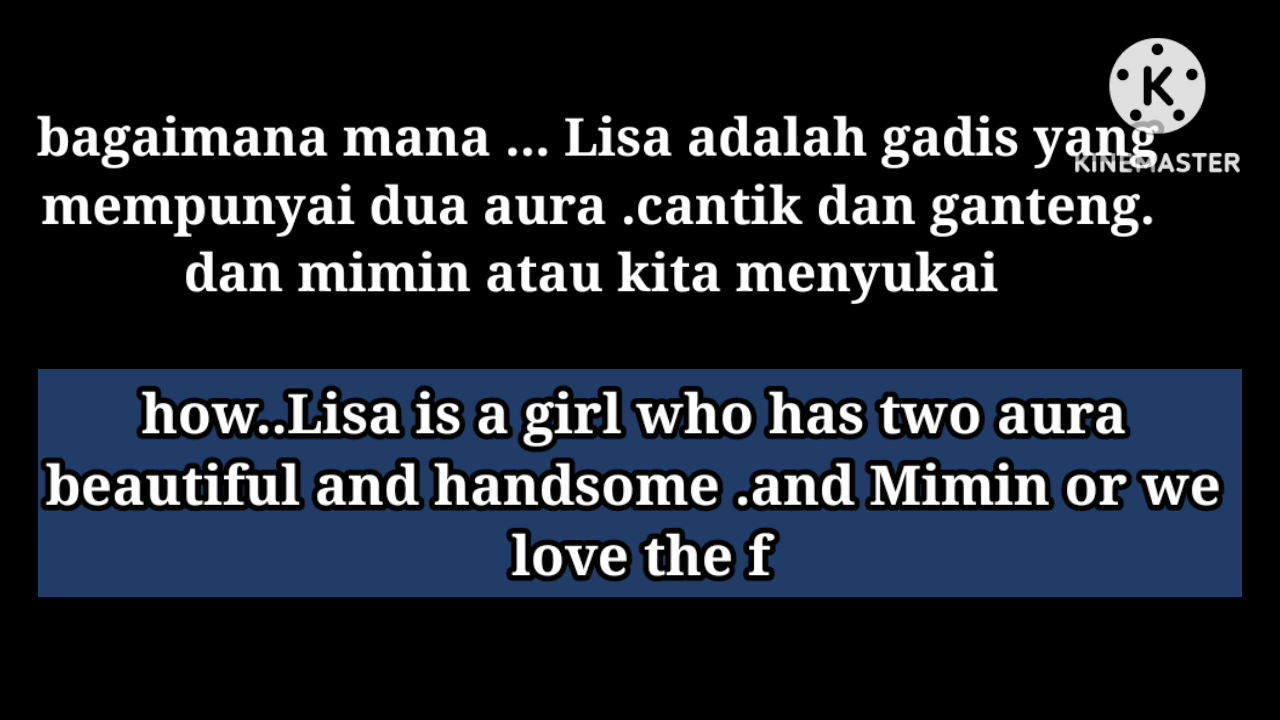 bagaimana mana ... Lisa adalah gadis yang
KINEMASTER
mempunyai dua aura .cantik dan ganteng.
dan mimin atau kita menyukai
how..Lisa is a girl who has two aura
beautiful and handsome .and Mimin or we
love the f